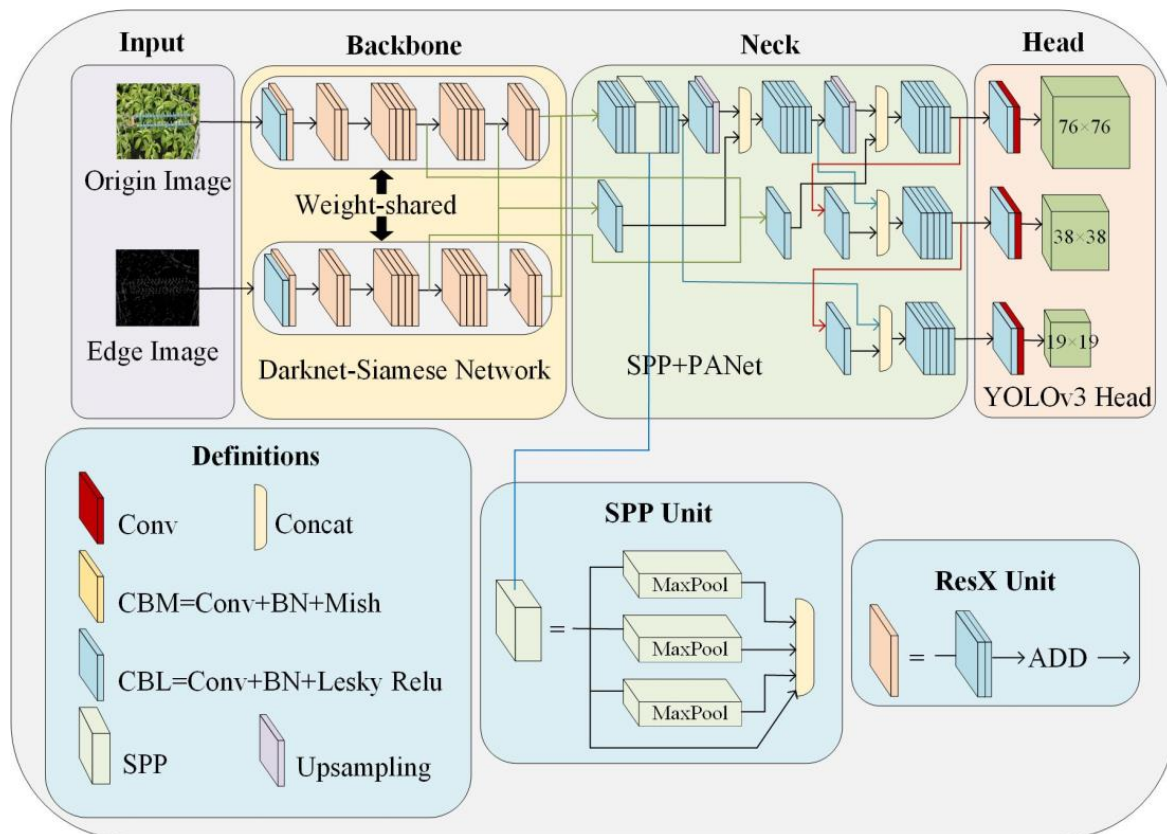 Input
Backbone
Neck
Head
Origin Image
Weight-shared
Edge Image
Darknet-Siamese Network
SPP+PANet
76×76
38×38
19×19
YOLOv3 Head
Definitions
Conv
Concat
CBM=Conv+BN+Mish
CBL=Conv+BN+Lesky Relu
SPP
Upsampling
SPP Unit
MaxPool
=
MaxPool
MaxPool
ResX Unit
= ADD